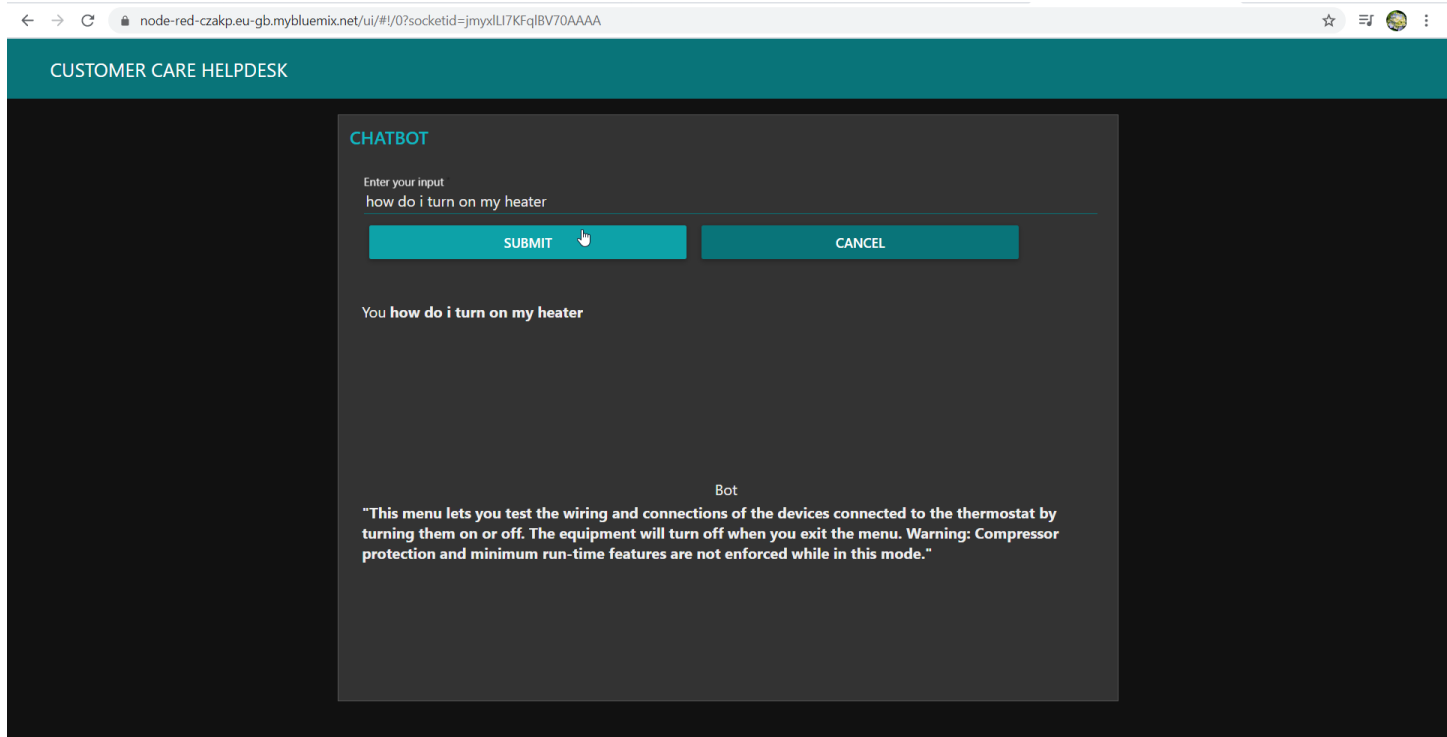 node-red-czakp.eu-gb.mybluemix.net/ui/#!/0?socketid=jmyxlLI7KFqlBV70AAAA
CUSTOMER CARE HELPDESK
CHATBOT
Enter your input
how do i turn on my heater
SUBMIT
CANCEL
You how do i turn on my heater
Bot
"This menu lets you test the wiring and connections of the devices connected to the thermostat by
turning them on or off. The equipment will turn off when you exit the menu. Warning: Compressor
protection and minimum run-time features are not enforced while in this mode."